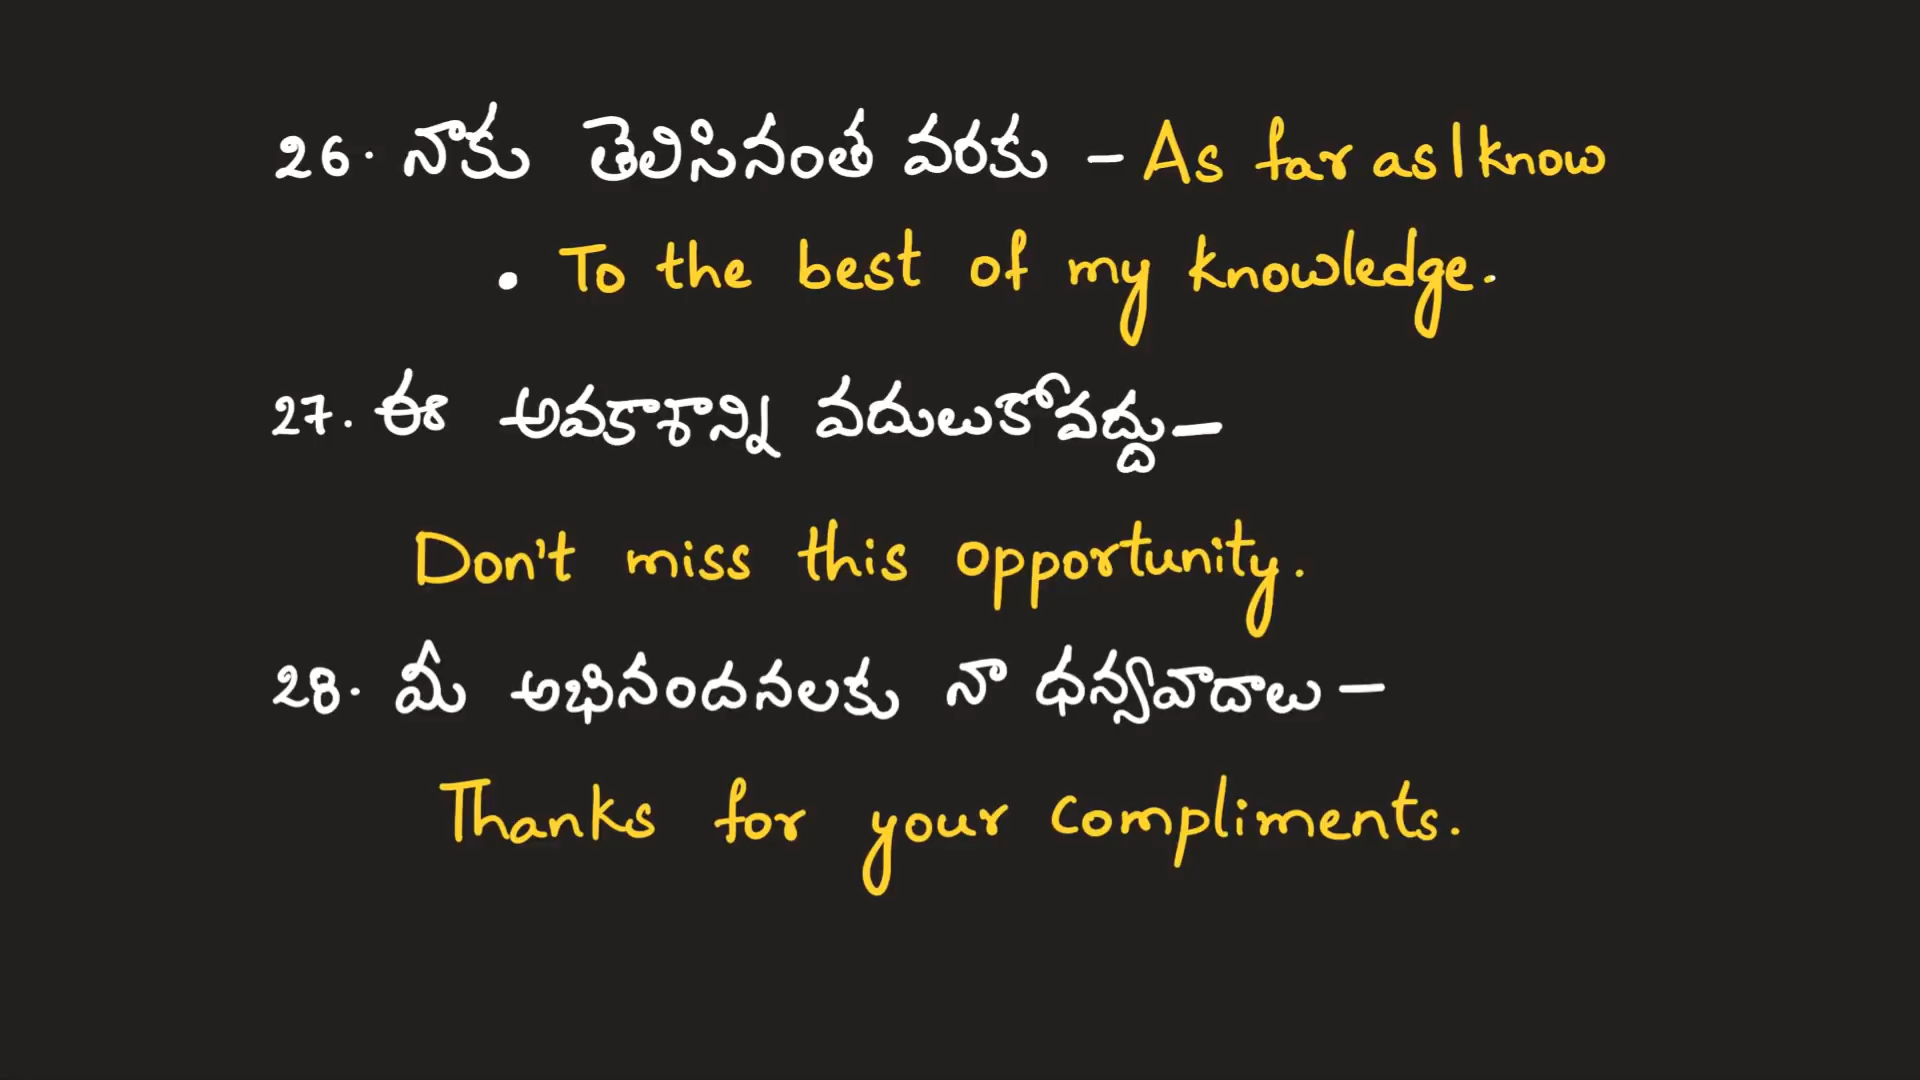 26. నాకు తెలిసినంత వరకు – As far as I know
• To the best of my knowledge.
27. ఈ అవకాశాన్ని వదులుకోవద్దు –
Don't miss this opportunity.
28. మీ అభినందనలకు నా ధన్యవాదాలు –
Thanks for your compliments.